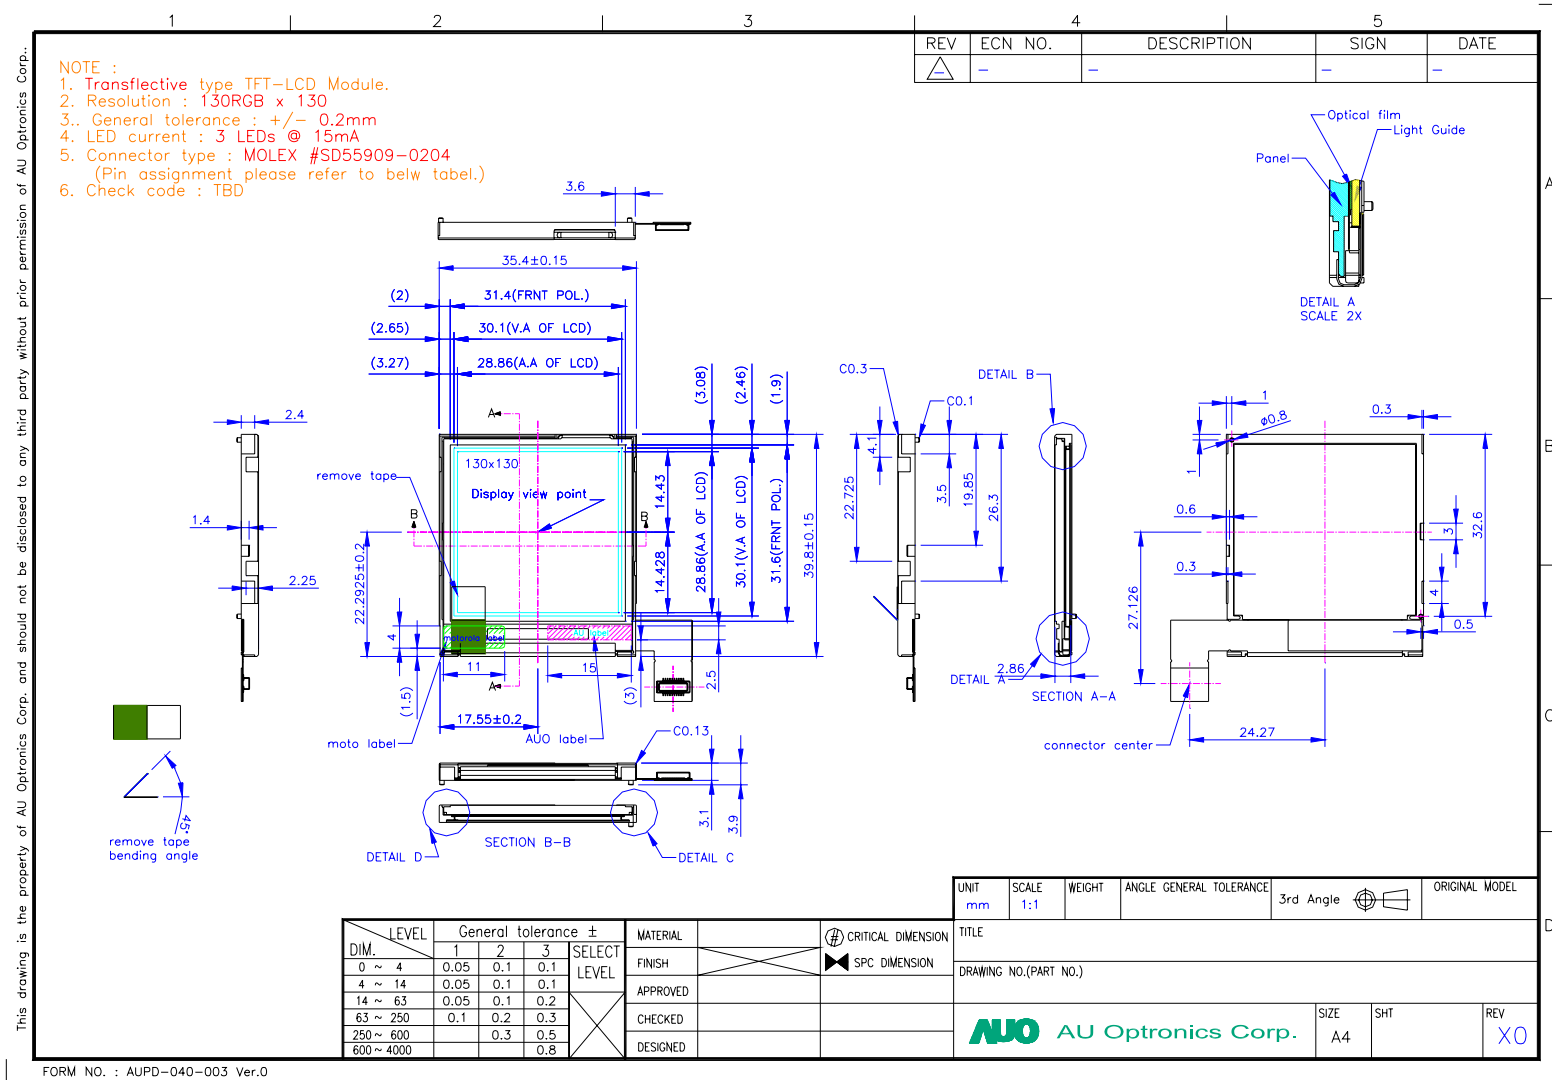 1 2 3 4 5
REV ECN NO. DESCRIPTION SIGN DATE
- - - - -
NOTE :
1. Transflective type TFT-LCD Module.
2. Resolution : 130RGB x 130
3.. General tolerance : +/- 0.2mm
4. LED current : 3 LEDs @ 15mA
5. Connector type : MOLEX #SD55909-0204
(Pin assignment please refer to belw tabel.)
6. Check code : TBD
This drawing is the property of AU Optronics Corp. and should not be disclosed to any third party without prior permission of AU Optronics Corp..
A
B
C
D
Optical film
Light Guide
Panel
DETAIL A
SCALE 2X
3.6
35.4±0.15
(2) 31.4(FRNT POL.)
(2.65) 30.1(V.A OF LCD)
(3.27) 28.86(A.A OF LCD)
(3.08)
(2.46)
(1.9)
2.4
1.4
2.25
A
A
B
B
130x130
Display view point
remove tape
14.43
14.428
28.86(A.A OF LCD)
30.1(V.A OF LCD)
31.6(FRNT POL.)
39.8±0.15
22.2925±0.2
4
(1.5)
motorola label
AU label
11
15
(3)
2.5
17.55±0.2
moto label
AUO label
C0.3
C0.1
4.1
22.725
3.5
19.85
26.3
DETAIL B
DETAIL A
2.86
SECTION A-A
1
ø0.8
0.3
1
0.6
0.3
3
32.6
4
0.5
27.126
connector center
24.27
C0.13
3.1
3.9
SECTION B-B
DETAIL D
DETAIL C
45°
remove tape
bending angle
UNIT mm
SCALE 1:1
WEIGHT
ANGLE GENERAL TOLERANCE
3rd Angle
ORIGINAL MODEL
TITLE
DRAWING NO.(PART NO.)
AUO AU Optronics Corp.
SIZE A4
SHT
REV X0
LEVEL General tolerance ±
DIM. 1 2 3 SELECT LEVEL
0 ~ 4 0.05 0.1 0.1
4 ~ 14 0.05 0.1 0.1
14 ~ 63 0.05 0.1 0.2
63 ~ 250 0.1 0.2 0.3
250 ~ 600 0.3 0.5
600 ~ 4000 0.8
MATERIAL
FINISH
APPROVED
CHECKED
DESIGNED
# CRITICAL DIMENSION
SPC DIMENSION
FORM NO. : AUPD-040-003 Ver.0